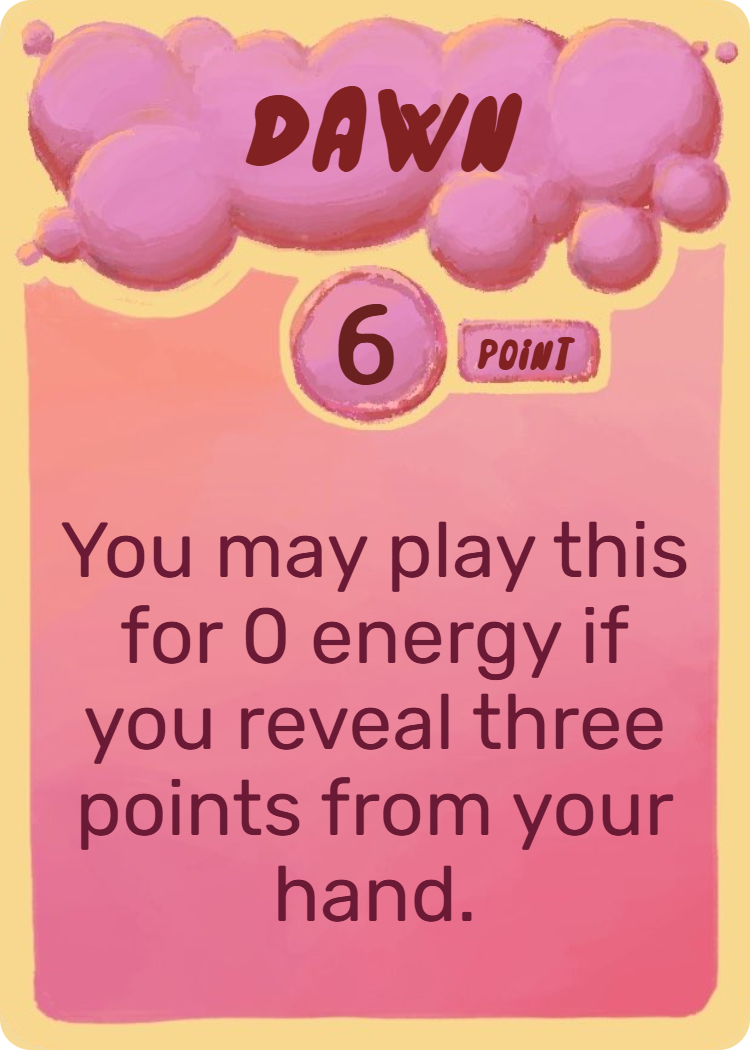 DAWN
6
POINT
You may play this
for 0 energy if
you reveal three
points from your
hand.